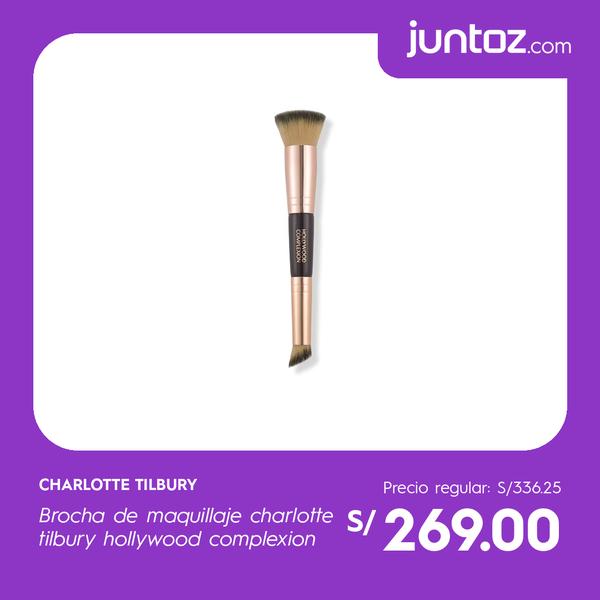 juntoz.com
HOLLYWOOD
COMPLEXION
CHARLOTTE TILBURY
Brocha de maquillaje charlotte
tilbury hollywood complexion
Precio regular: S/336.25
S/ 269.00